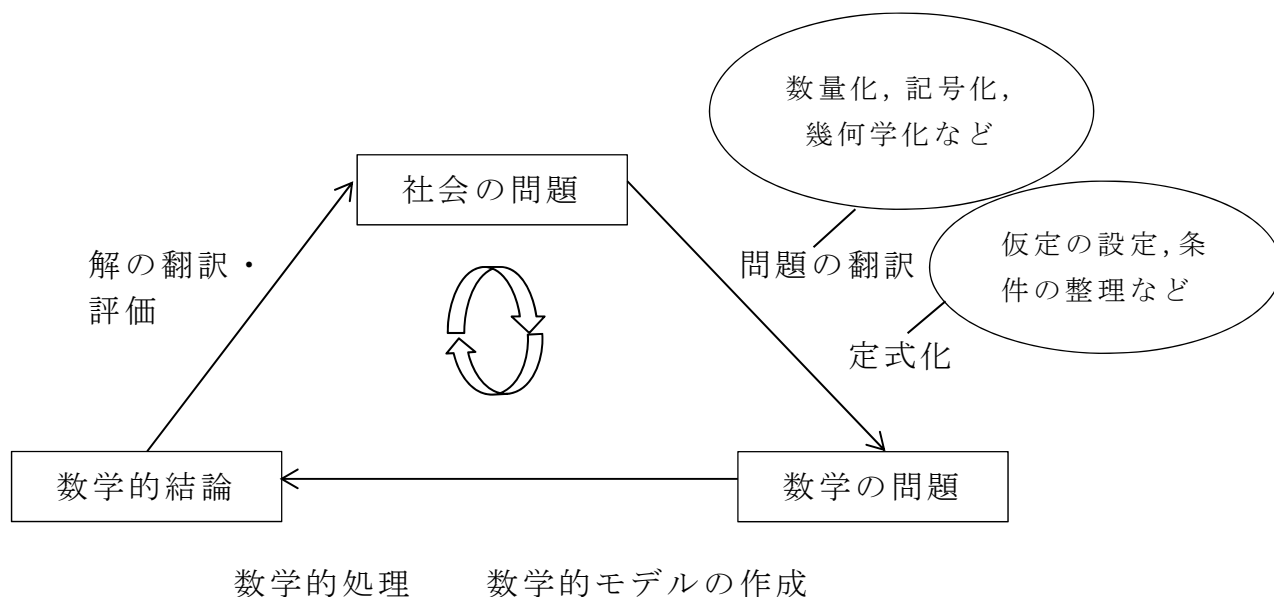 数量化, 記号化,
幾何学化など
社会の問題
解の翻訳・
評価
問題の翻訳
仮定の設定, 条
件の整理など
定式化
数学的結論
数学の問題
数学的処理 数学的モデルの作成